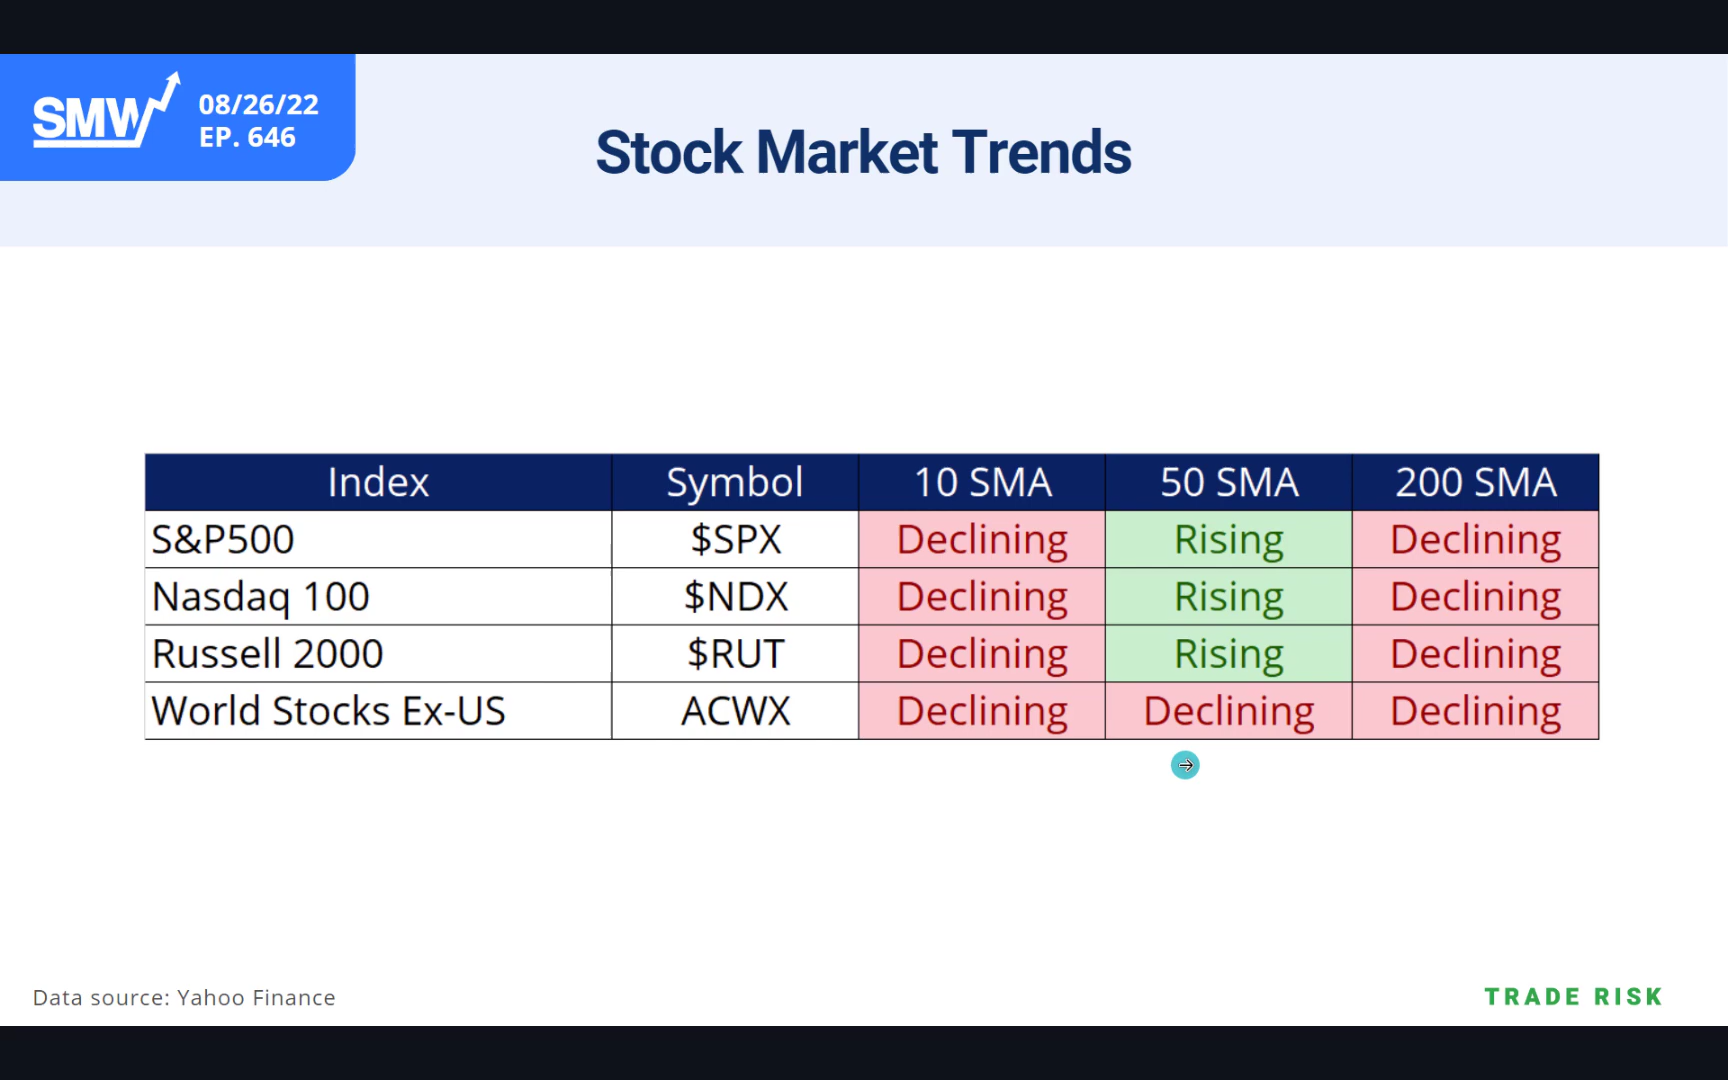 SMW
08/26/22
EP. 646
Stock Market Trends
Index Symbol 10 SMA 50 SMA 200 SMA
S&P500 $SPX Declining Rising Declining
Nasdaq 100 $NDX Declining Rising Declining
Russell 2000 $RUT Declining Rising Declining
World Stocks Ex-US ACWX Declining Declining Declining
Data source: Yahoo Finance
TRADE RISK